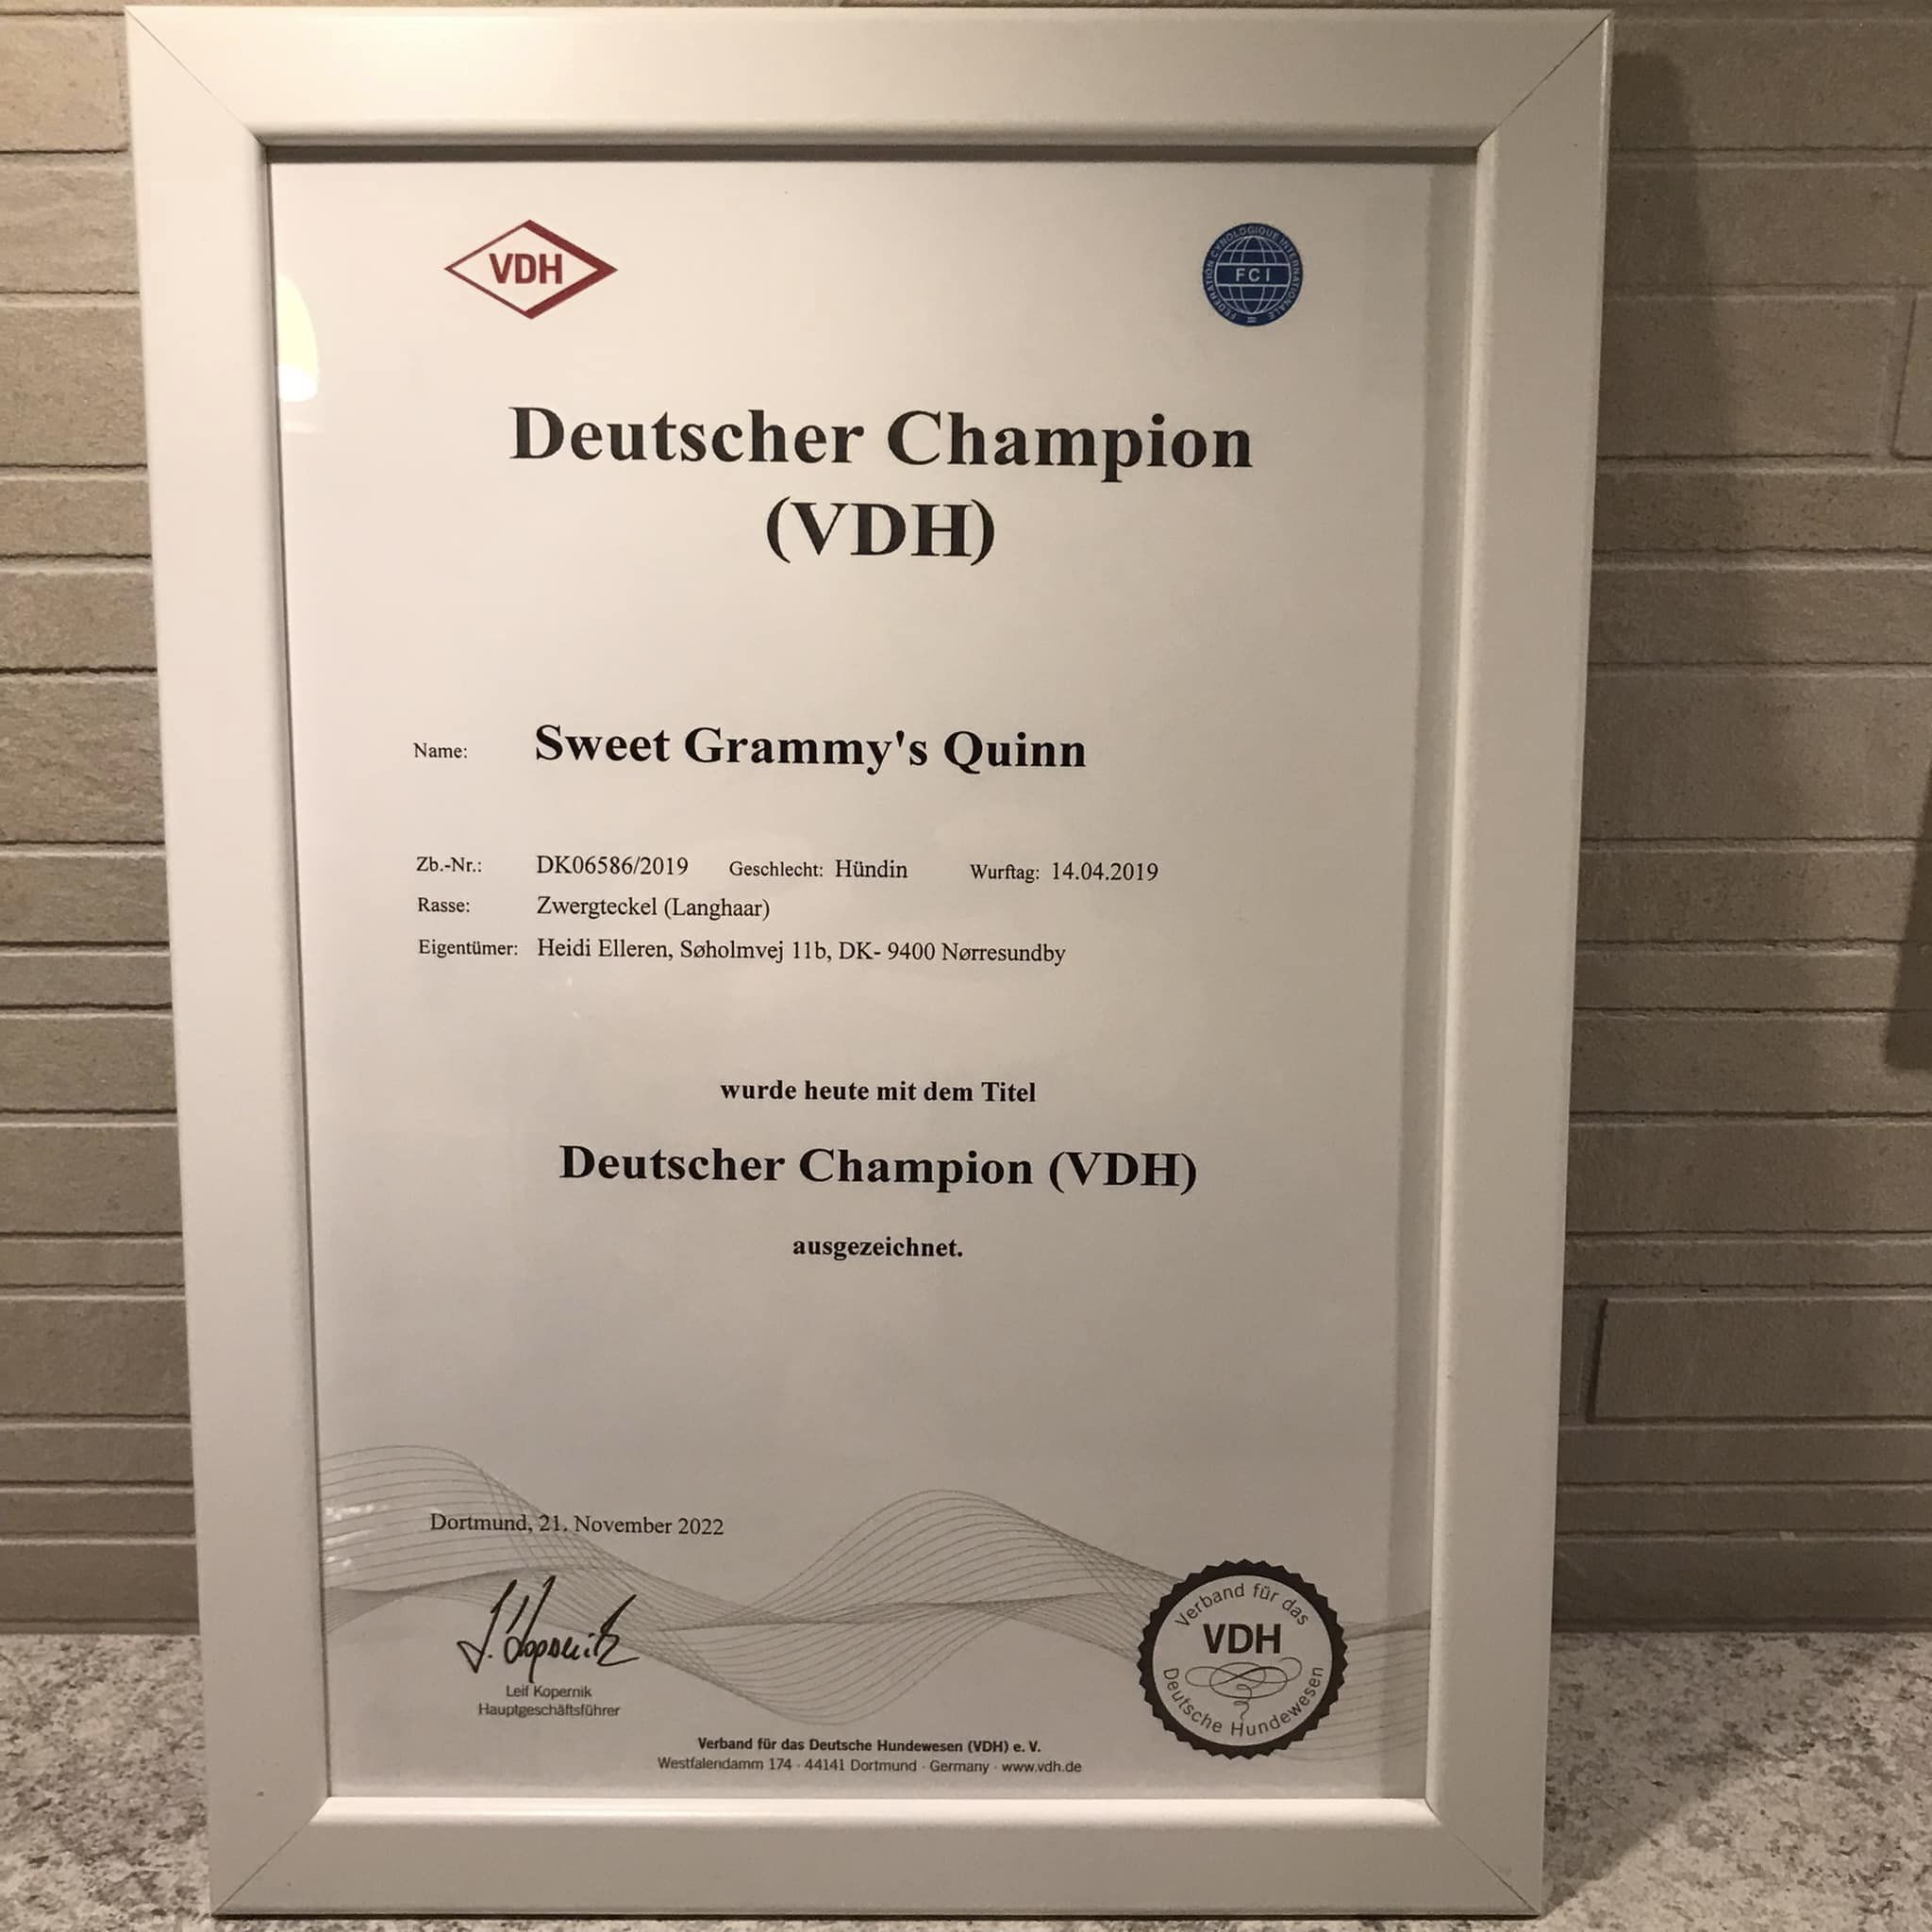 VDH
FEDERATION CYNOLOGIQUE INTERNATIONALE
FCI
Deutscher Champion
(VDH)
Name: Sweet Grammy's Quinn
Zb.-Nr.: DK06586/2019 Geschlecht: Hündin Wurftag: 14.04.2019
Rasse: Zwergteckel (Langhaar)
Eigentümer: Heidi Elleren, Søholmvej 11b, DK- 9400 Nørresundby
wurde heute mit dem Titel
Deutscher Champion (VDH)
ausgezeichnet.
Dortmund, 21. November 2022
Leif Kopernik
Hauptgeschäftsführer
Verband für das
VDH
Deutsche Hundewesen
Verband für das Deutsche Hundewesen (VDH) e. V.
Westfalendamm 174 · 44141 Dortmund · Germany · www.vdh.de